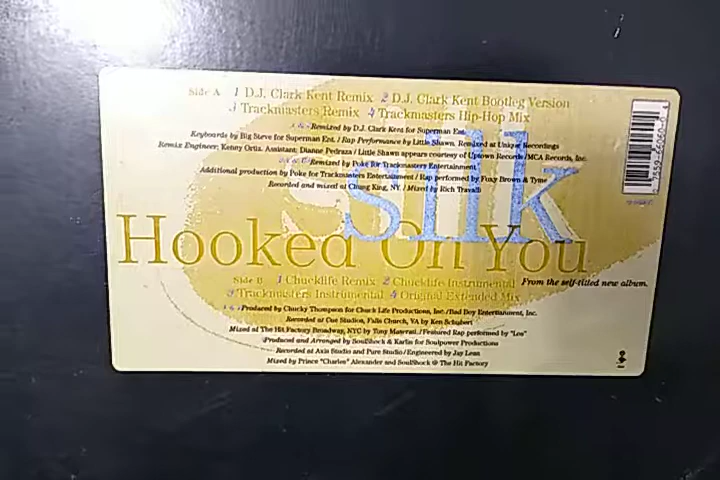 Side A 1 D.J. Clark Kent Remix 2 D.J. Clark Kent Bootleg Version
3 Trackmasters Remix 4 Trackmasters Hip-Hop Mix
Remixed by D.J. Clark Kent for Superman Ent.
Keyboards by Big Steve for Superman Ent. / Rap Performance by Little Shawn. Remixed at Unique Recordings
Remix Engineer: Kenny Ortiz. Assistant: Dianne Pedraza / Little Shawn appears courtesy of Uptown Records/MCA Records, Inc.
Remixed by Poke for Trackmasters Entertainment
Additional production by Poke for Trackmasters Entertainment / Rap performed by Foxy Brown & Tyme
Recorded and mixed at Chung King, NY. / Mixed by Rich Travali
silk
Hooked On You
Side B 1 Chucklife Remix 2 Chucklife Instrumental From the self-titled new album.
3 Trackmasters Instrumental 4 Original Extended Mix
Produced by Chucky Thompson for Chuck Life Productions, Inc./Bad Boy Entertainment, Inc.
Recorded at Cue Studios, Falls Church, VA by Ken Schubert
Mixed at The Hit Factory Broadway, NYC by Tony Maserati./Featured Rap performed by "Los"
Produced and Arranged by SoulShock & Karlin for Soulpower Productions
Recorded at Axis Studio and Pure Studio/Engineered by Jay Lean
Mixed by Prince "Charles" Alexander and SoulShock @ The Hit Factory